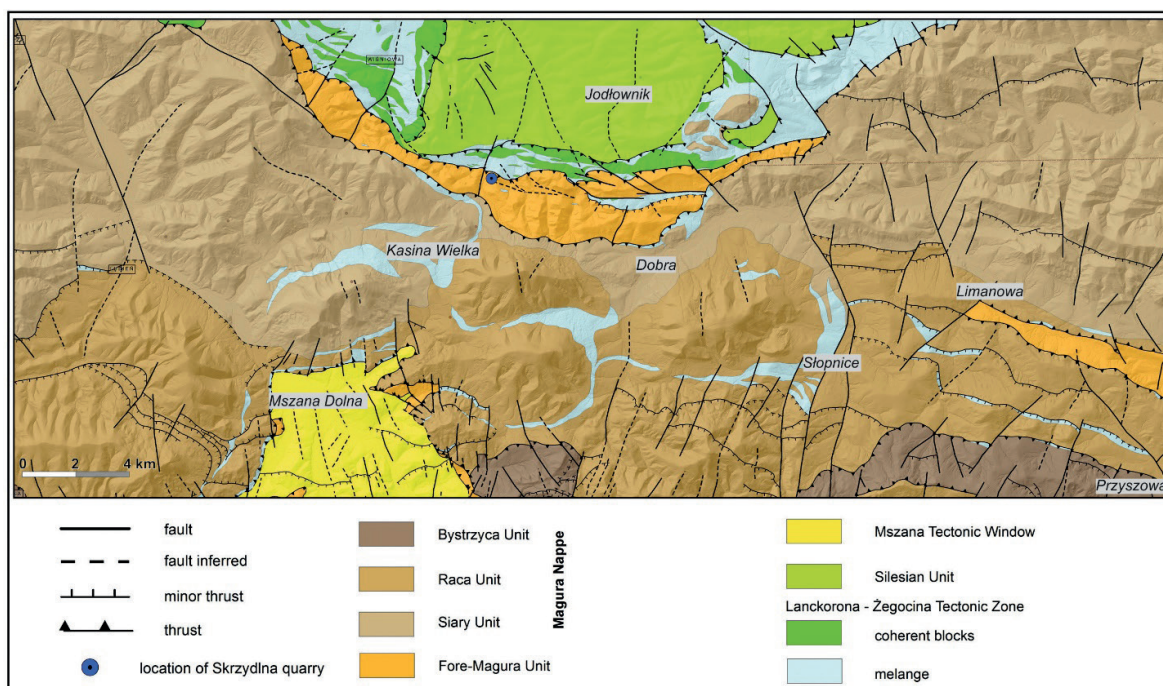 WIŚNIOWA
Jodłownik
Kasina Wielka
Dobra
Limanowa
Słopnice
Mszana Dolna
0 2 4 km
Przyszowa
fault
fault inferred
minor thrust
thrust
location of Skrzydlna quarry
Bystrzyca Unit
Raca Unit
Siary Unit
Fore-Magura Unit
Magura Nappe
Mszana Tectonic Window
Silesian Unit
Lanckorona - Żegocina Tectonic Zone
coherent blocks
melange